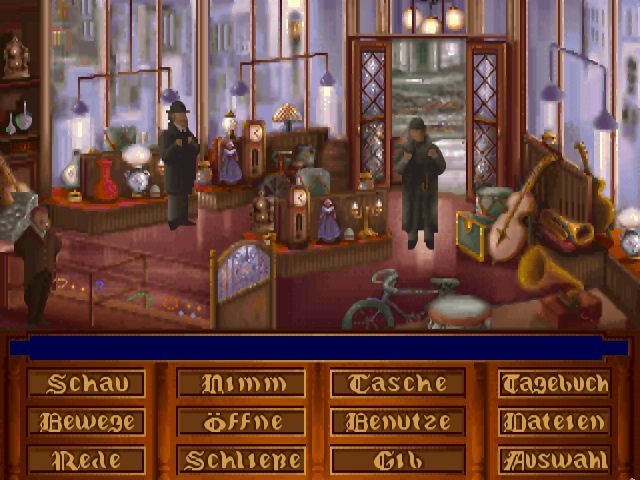 Schau Nimm Tasche Tagebuch
Bewege Öffne Benutze Dateien
Rede Schließe Gib Auswahl